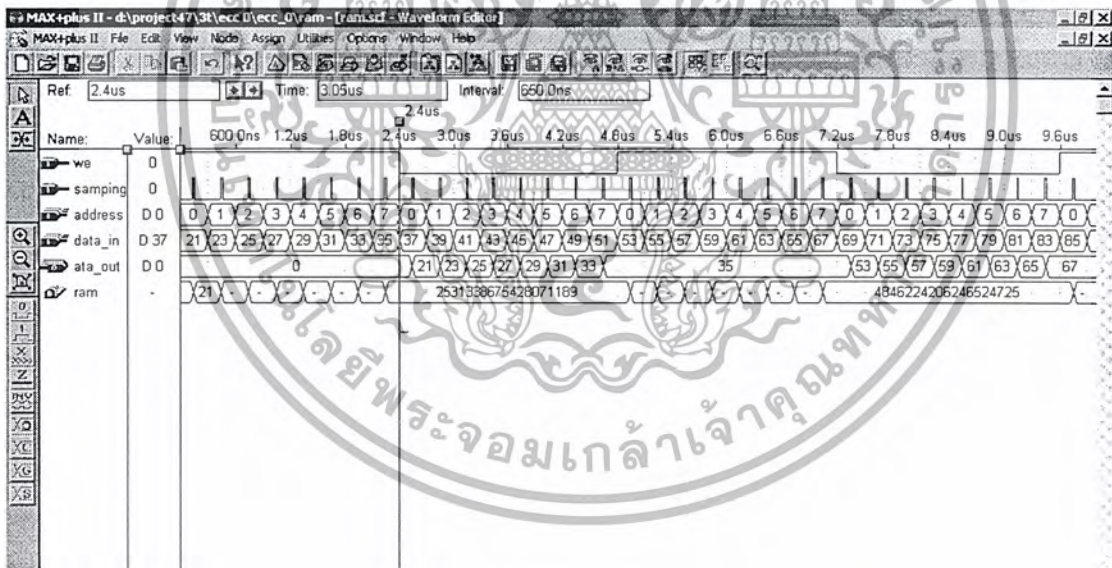 MAX+plus II - d:\project47\3t\ecc 0\ecc_0\ram - [ram.scf - Waveform Editor]
MAX+plus II File Edit View Node Assign Utilities Options Window Help
Ref: 2.4us Time: 3.05us Interval: 650.0ns
2.4us
Name: Value: 600.0ns 1.2us 1.8us 2.4us 3.0us 3.6us 4.2us 4.8us 5.4us 6.0us 6.6us 7.2us 7.8us 8.4us 9.0us 9.6us
we 0
samping 0
address D 0 0 1 2 3 4 5 6 7 0 1 2 3 4 5 6 7 0 1 2 3 4 5 6 7 0 1 2 3 4 5 6 7 0
data_in D 37 21 23 25 27 29 31 33 35 37 39 41 43 45 47 49 51 53 55 57 59 61 63 65 67 69 71 73 75 77 79 81 83 85
ata_out D 0 0 21 23 25 27 29 31 33 35 53 55 57 59 61 63 65 67
ram - 21 - - - - - - 2531338675428071189 - - - - - - - 4846224206246524725 -
พระจอมเกล้าเจ้าคุณทหาร